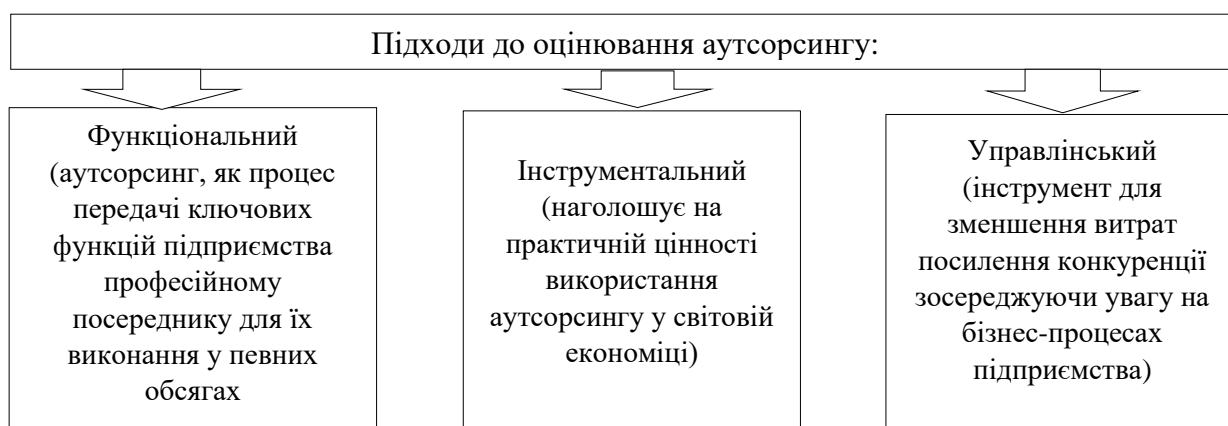 Підходи до оцінювання аутсорсингу:
Функціональний
(аутсорсинг, як процес
передачі ключових
функцій підприємства
професійному
посереднику для їх
виконання у певних
обсягах
Інструментальний
(наголошує на
практичній цінності
використання
аутсорсингу у світовій
економіці)
Управлінський
(інструмент для
зменшення витрат
посилення конкуренції
зосереджуючи увагу на
бізнес-процесах
підприємства)